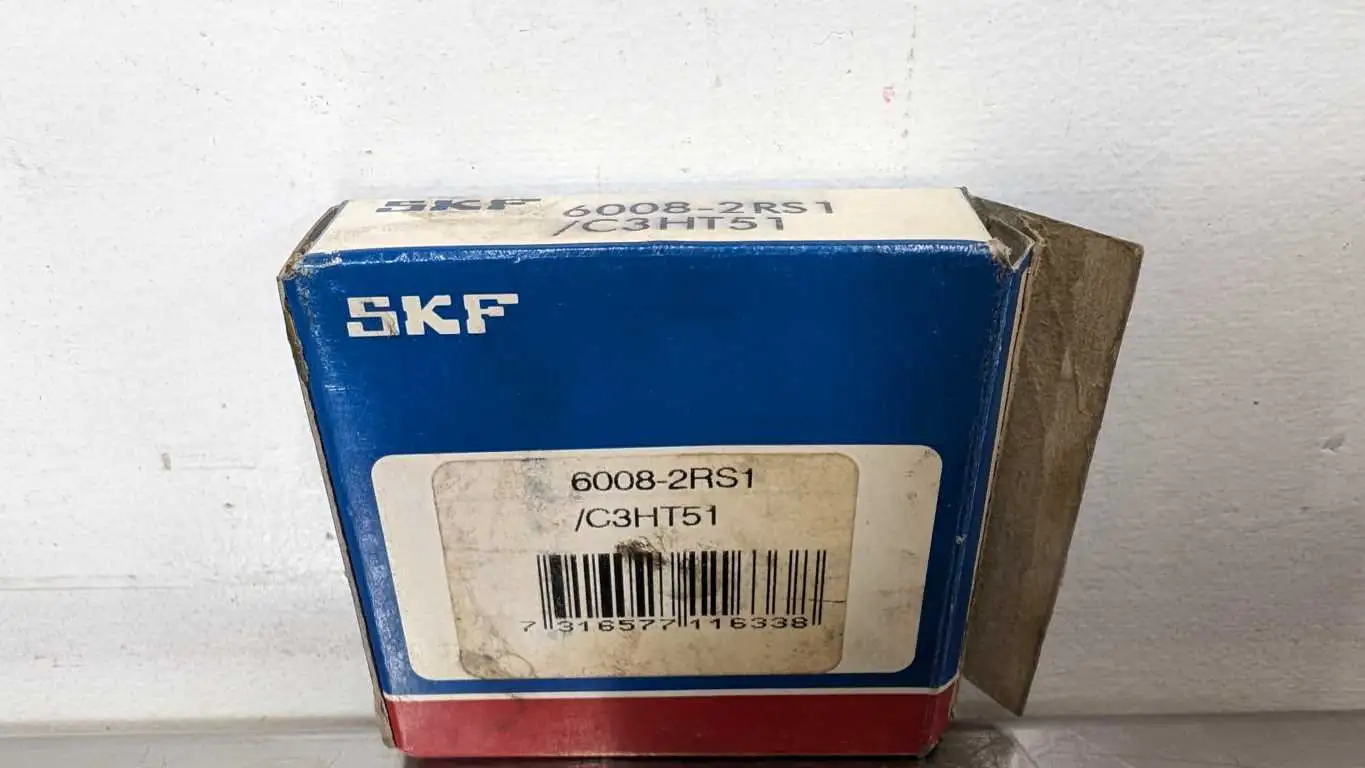 SKF 6008-2RS1
/C3HT51
SKF
6008-2RS1
/C3HT51
7 316577 116338